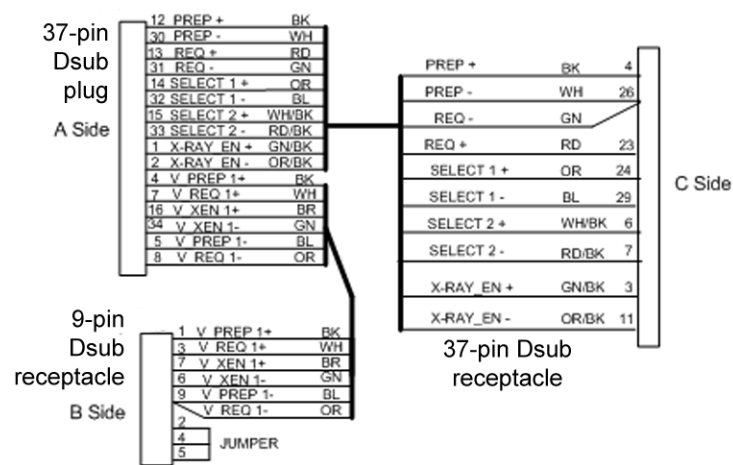 37-pin
Dsub
plug
A Side
12 PREP + BK
30 PREP - WH
13 REQ + RD
31 REQ - GN
14 SELECT 1 + OR
32 SELECT 1 - BL
15 SELECT 2 + WH/BK
33 SELECT 2 - RD/BK
1 X-RAY_EN + GN/BK
2 X-RAY_EN - OR/BK
4 V PREP 1+ BK
7 V REQ 1+ WH
16 V XEN 1+ BR
34 V XEN 1- GN
5 V PREP 1- BL
8 V REQ 1- OR
PREP + BK 4
PREP - WH 26
REQ - GN
REQ + RD 23
SELECT 1 + OR 24
SELECT 1 - BL 29
SELECT 2 + WH/BK 6
SELECT 2 - RD/BK 7
X-RAY_EN + GN/BK 3
X-RAY_EN - OR/BK 11
C Side
37-pin Dsub
receptacle
9-pin
Dsub
receptacle
B Side
1 V PREP 1+ BK
3 V REQ 1+ WH
7 V XEN 1+ BR
6 V XEN 1- GN
9 V PREP 1- BL
V REQ 1- OR
2
4
5
JUMPER